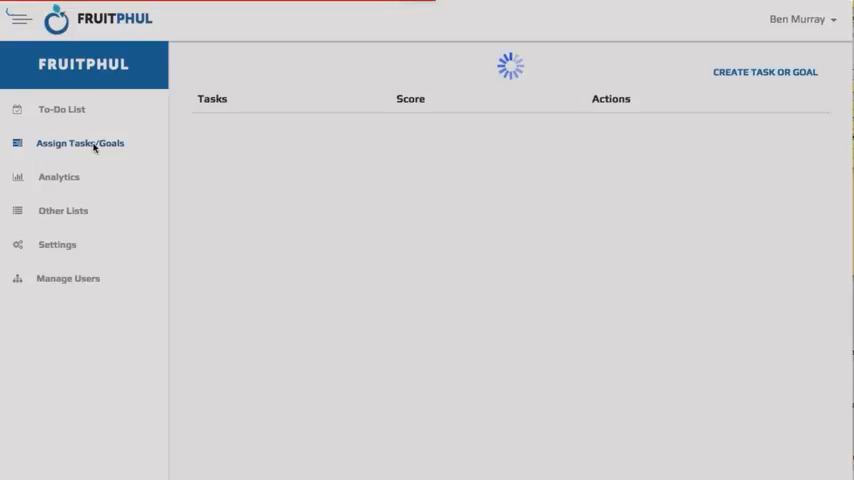 FRUITPHUL
Ben Murray
FRUITPHUL
CREATE TASK OR GOAL
Tasks Score Actions
To-Do List
Assign Tasks/Goals
Analytics
Other Lists
Settings
Manage Users